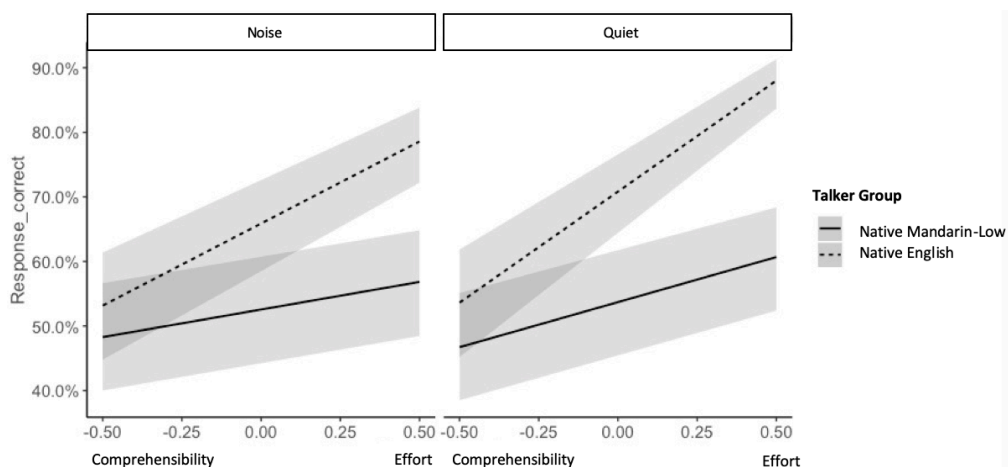 Noise
Quiet
Response_correct
90.0%
80.0%
70.0%
60.0%
50.0%
40.0%
-0.50 -0.25 0.00 0.25 0.50
-0.50 -0.25 0.00 0.25 0.50
Comprehensibility Effort
Comprehensibility Effort
Talker Group
Native Mandarin-Low
Native English